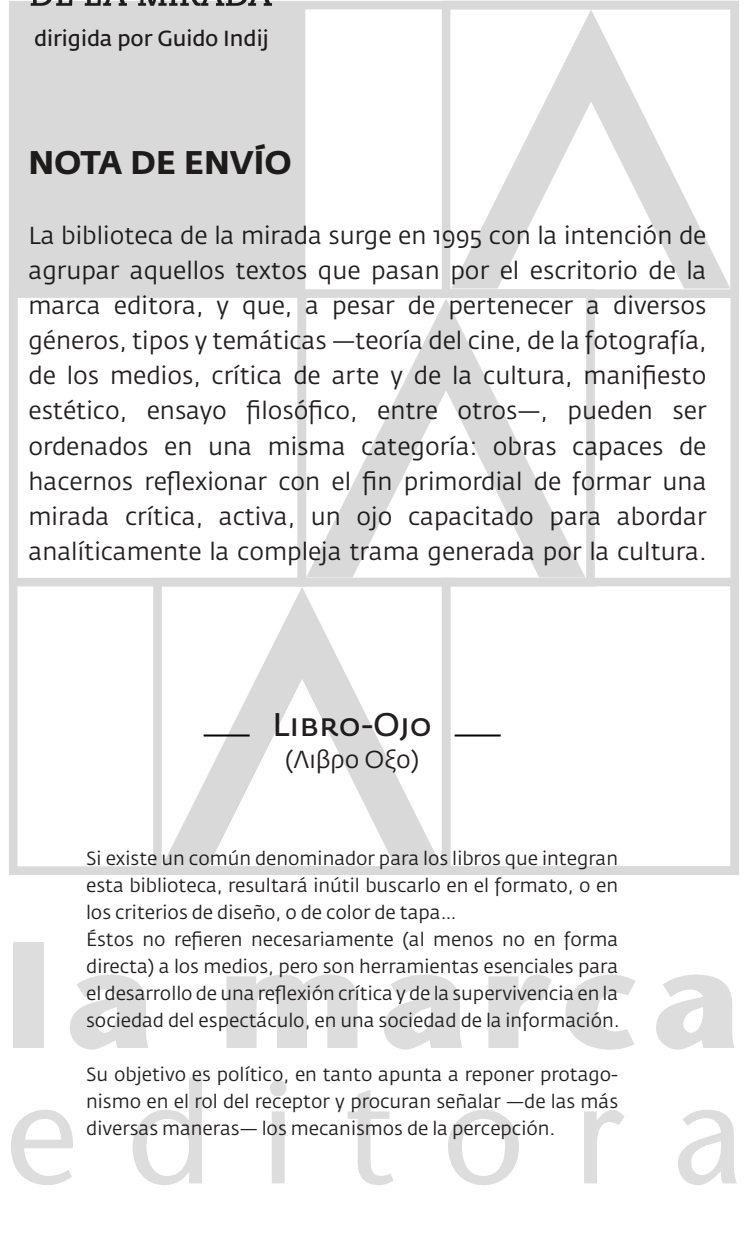 DE LA MIRADA
dirigida por Guido Indij
NOTA DE ENVÍO
La biblioteca de la mirada surge en 1995 con la intención de
agrupar aquellos textos que pasan por el escritorio de la
marca editora, y que, a pesar de pertenecer a diversos
géneros, tipos y temáticas —teoría del cine, de la fotografía,
de los medios, crítica de arte y de la cultura, manifiesto
estético, ensayo filosófico, entre otros—, pueden ser
ordenados en una misma categoría: obras capaces de
hacernos reflexionar con el fin primordial de formar una
mirada crítica, activa, un ojo capacitado para abordar
analíticamente la compleja trama generada por la cultura.
Libro-Ojo
(Λιβρο Οξο)
Si existe un común denominador para los libros que integran
esta biblioteca, resultará inútil buscarlo en el formato, o en
los criterios de diseño, o de color de tapa...
Éstos no refieren necesariamente (al menos no en forma
directa) a los medios, pero son herramientas esenciales para
el desarrollo de una reflexión crítica y de la supervivencia en la
sociedad del espectáculo, en una sociedad de la información.
Su objetivo es político, en tanto apunta a reponer protago-
nismo en el rol del receptor y procuran señalar —de las más
diversas maneras— los mecanismos de la percepción.
la marca
editora